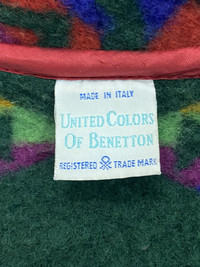 MADE IN ITALY
UNITED COLORS
OF BENETTON
REGISTERED TRADE MARK